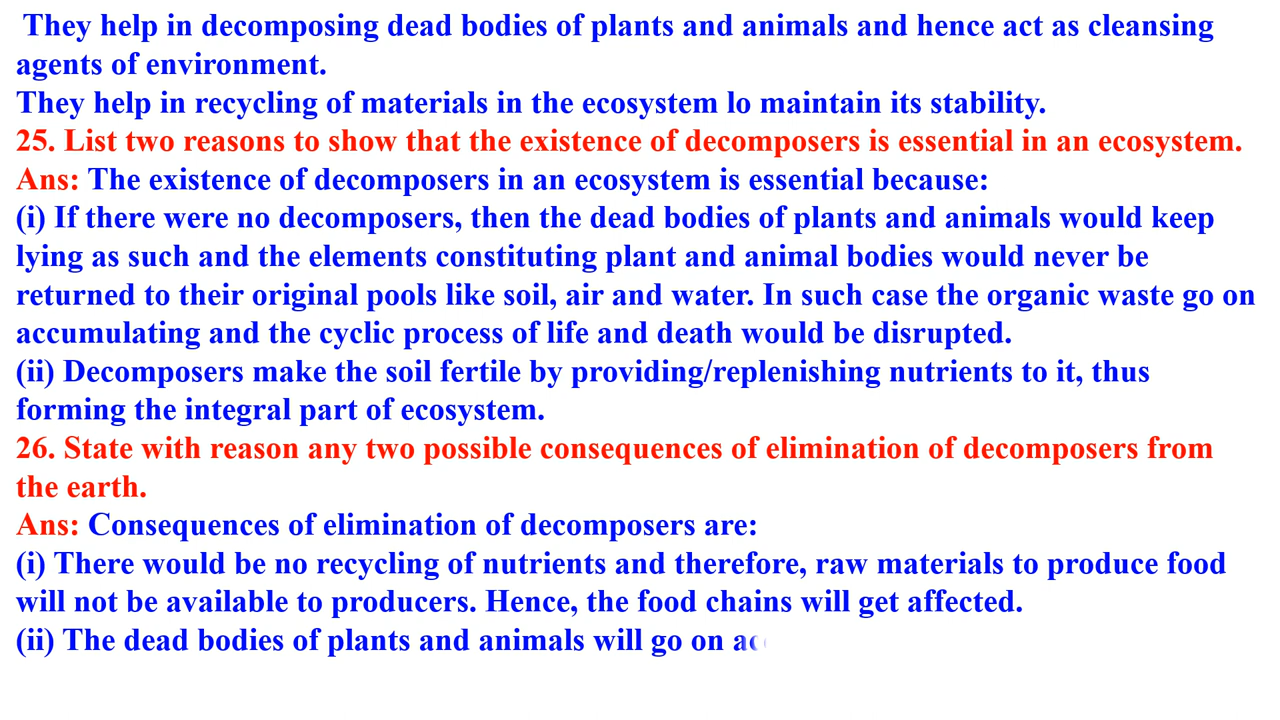 They help in decomposing dead bodies of plants and animals and hence act as cleansing
agents of environment.
They help in recycling of materials in the ecosystem lo maintain its stability.
25. List two reasons to show that the existence of decomposers is essential in an ecosystem.
Ans: The existence of decomposers in an ecosystem is essential because:
(i) If there were no decomposers, then the dead bodies of plants and animals would keep
lying as such and the elements constituting plant and animal bodies would never be
returned to their original pools like soil, air and water. In such case the organic waste go on
accumulating and the cyclic process of life and death would be disrupted.
(ii) Decomposers make the soil fertile by providing/replenishing nutrients to it, thus
forming the integral part of ecosystem.
26. State with reason any two possible consequences of elimination of decomposers from
the earth.
Ans: Consequences of elimination of decomposers are:
(i) There would be no recycling of nutrients and therefore, raw materials to produce food
will not be available to producers. Hence, the food chains will get affected.
(ii) The dead bodies of plants and animals will go on